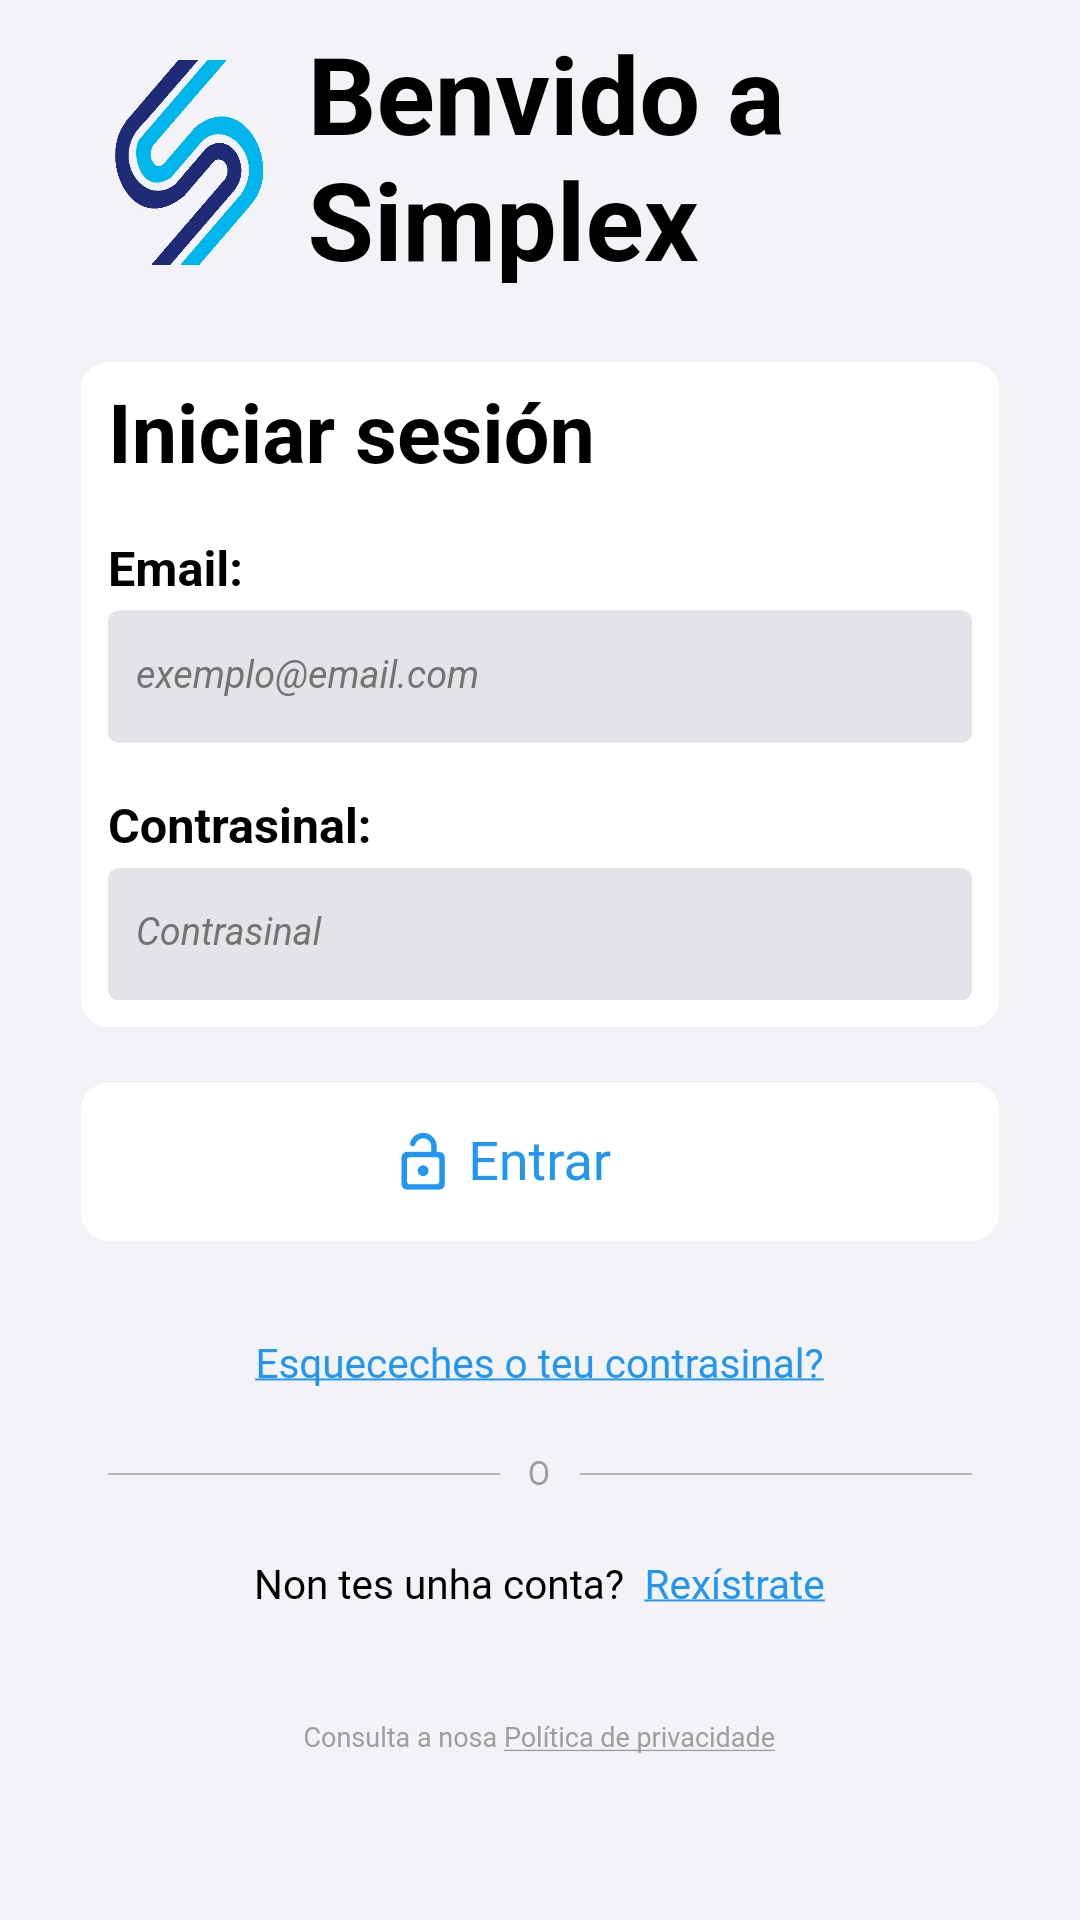 Benvido a
Simplex
Iniciar sesión
Email:
exemplo@email.com
Contrasinal:
Contrasinal
Entrar
Esqueceches o teu contrasinal?
O
Non tes unha conta? Rexístrate
Consulta a nosa Política de privacidade